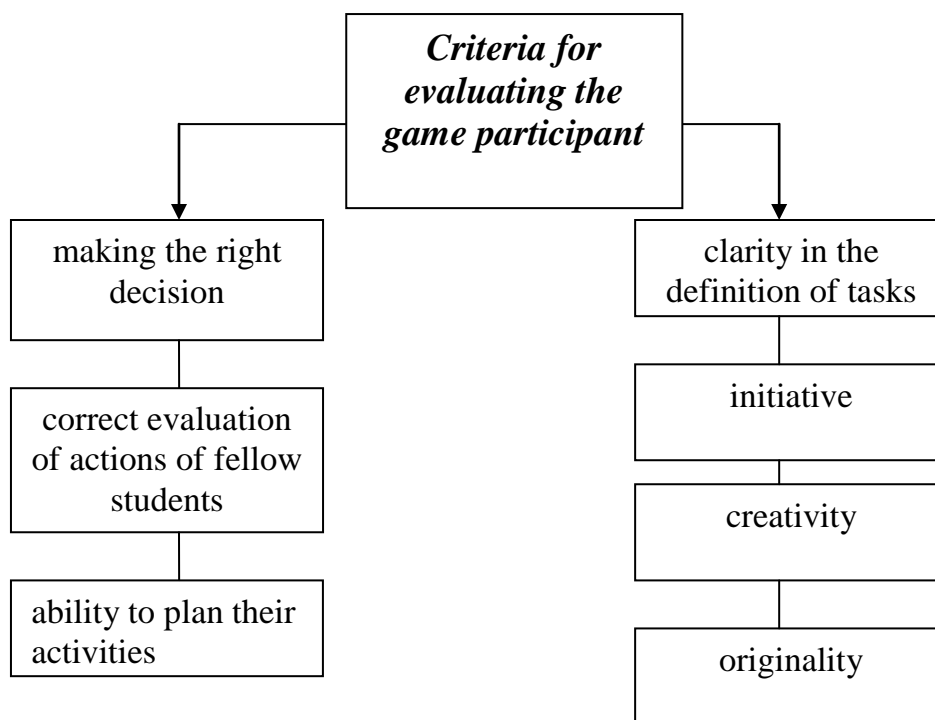 Criteria for
evaluating the
game participant
making the right
decision
correct evaluation
of actions of fellow
students
ability to plan their
activities
clarity in the
definition of tasks
initiative
creativity
originality